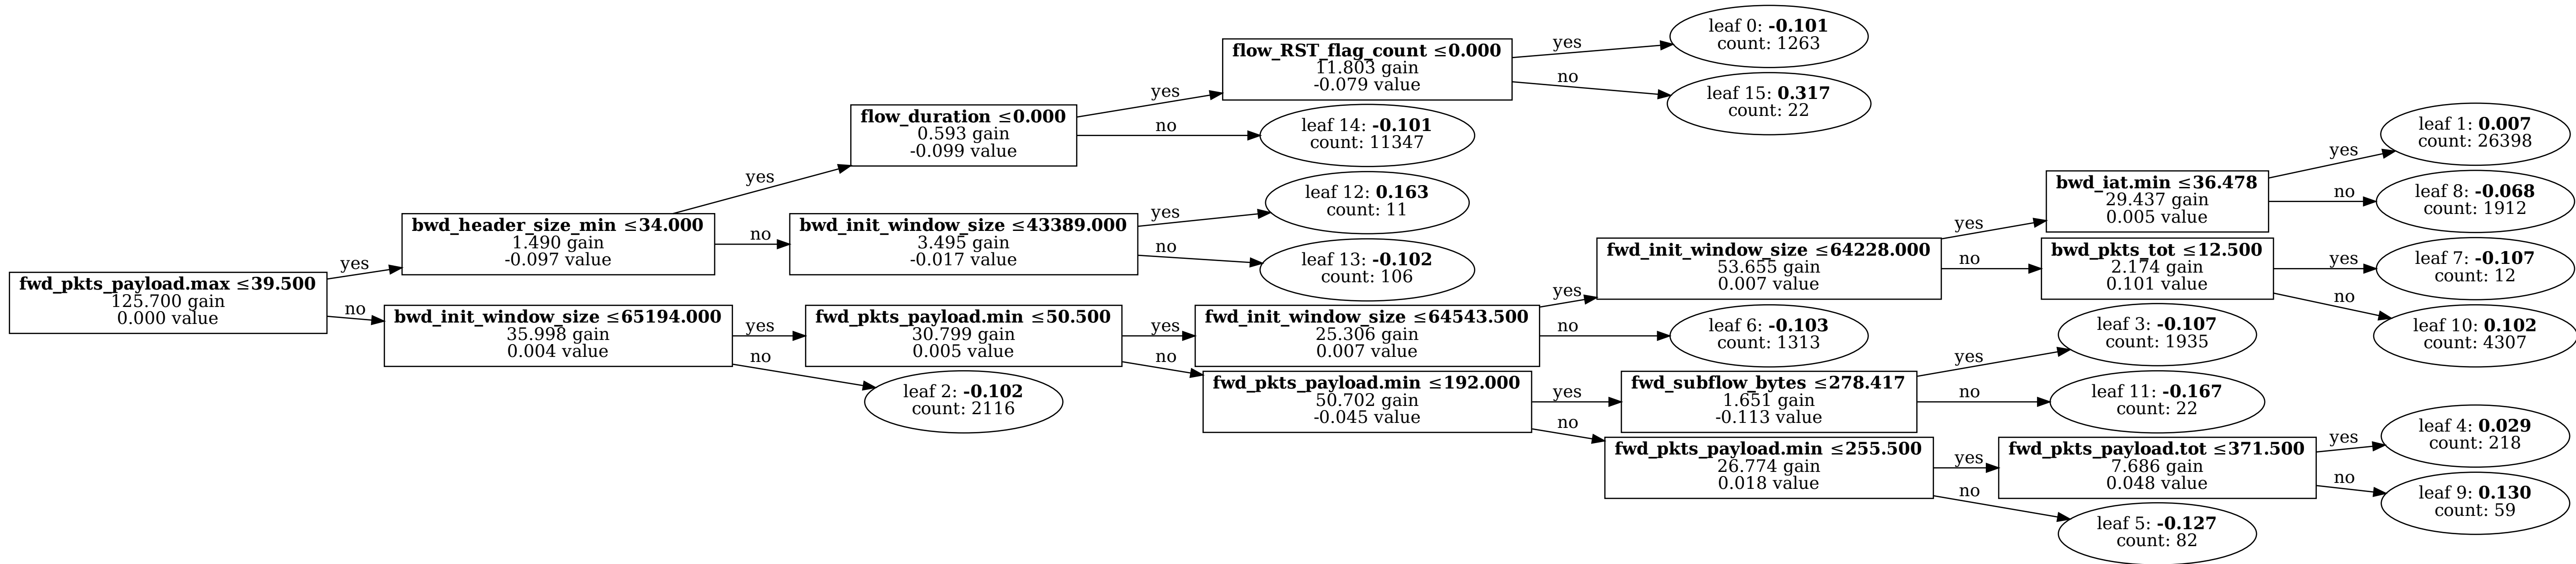 fwd_pkts_payload.max ≤39.500
125.700 gain
0.000 value
yes
no
bwd_header_size_min ≤34.000
1.490 gain
-0.097 value
yes
no
flow_duration ≤0.000
0.593 gain
-0.099 value
yes
no
flow_RST_flag_count ≤0.000
11.803 gain
-0.079 value
yes
no
leaf 0: -0.101
count: 1263
leaf 15: 0.317
count: 22
leaf 14: -0.101
count: 11347
bwd_init_window_size ≤43389.000
3.495 gain
-0.017 value
yes
no
leaf 12: 0.163
count: 11
leaf 13: -0.102
count: 106
bwd_init_window_size ≤65194.000
35.998 gain
0.004 value
yes
no
fwd_pkts_payload.min ≤50.500
30.799 gain
0.005 value
yes
no
leaf 2: -0.102
count: 2116
fwd_init_window_size ≤64543.500
25.306 gain
0.007 value
yes
no
fwd_init_window_size ≤64228.000
53.655 gain
0.007 value
yes
no
bwd_iat.min ≤36.478
29.437 gain
0.005 value
yes
no
leaf 1: 0.007
count: 26398
leaf 8: -0.068
count: 1912
bwd_pkts_tot ≤12.500
2.174 gain
0.101 value
yes
no
leaf 7: -0.107
count: 12
leaf 10: 0.102
count: 4307
leaf 6: -0.103
count: 1313
fwd_pkts_payload.min ≤192.000
50.702 gain
-0.045 value
yes
no
fwd_subflow_bytes ≤278.417
1.651 gain
-0.113 value
yes
no
leaf 3: -0.107
count: 1935
leaf 11: -0.167
count: 22
fwd_pkts_payload.min ≤255.500
26.774 gain
0.018 value
yes
no
fwd_pkts_payload.tot ≤371.500
7.686 gain
0.048 value
yes
no
leaf 4: 0.029
count: 218
leaf 9: 0.130
count: 59
leaf 5: -0.127
count: 82